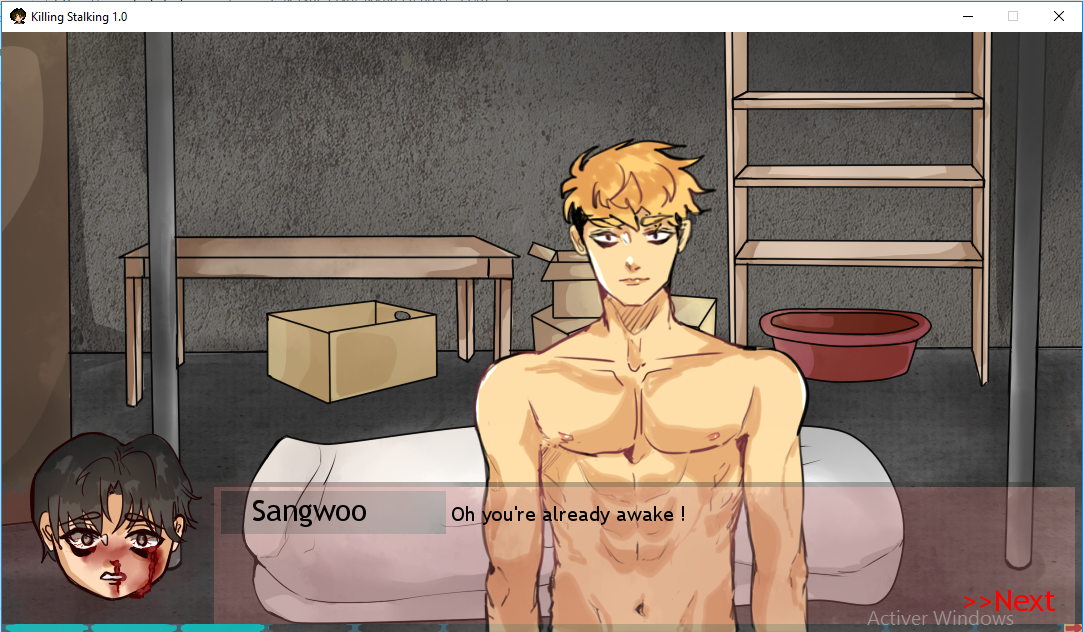 Killing Stalking 1.0
Sangwoo
Oh you're already awake !
>>Next
Activer Windows